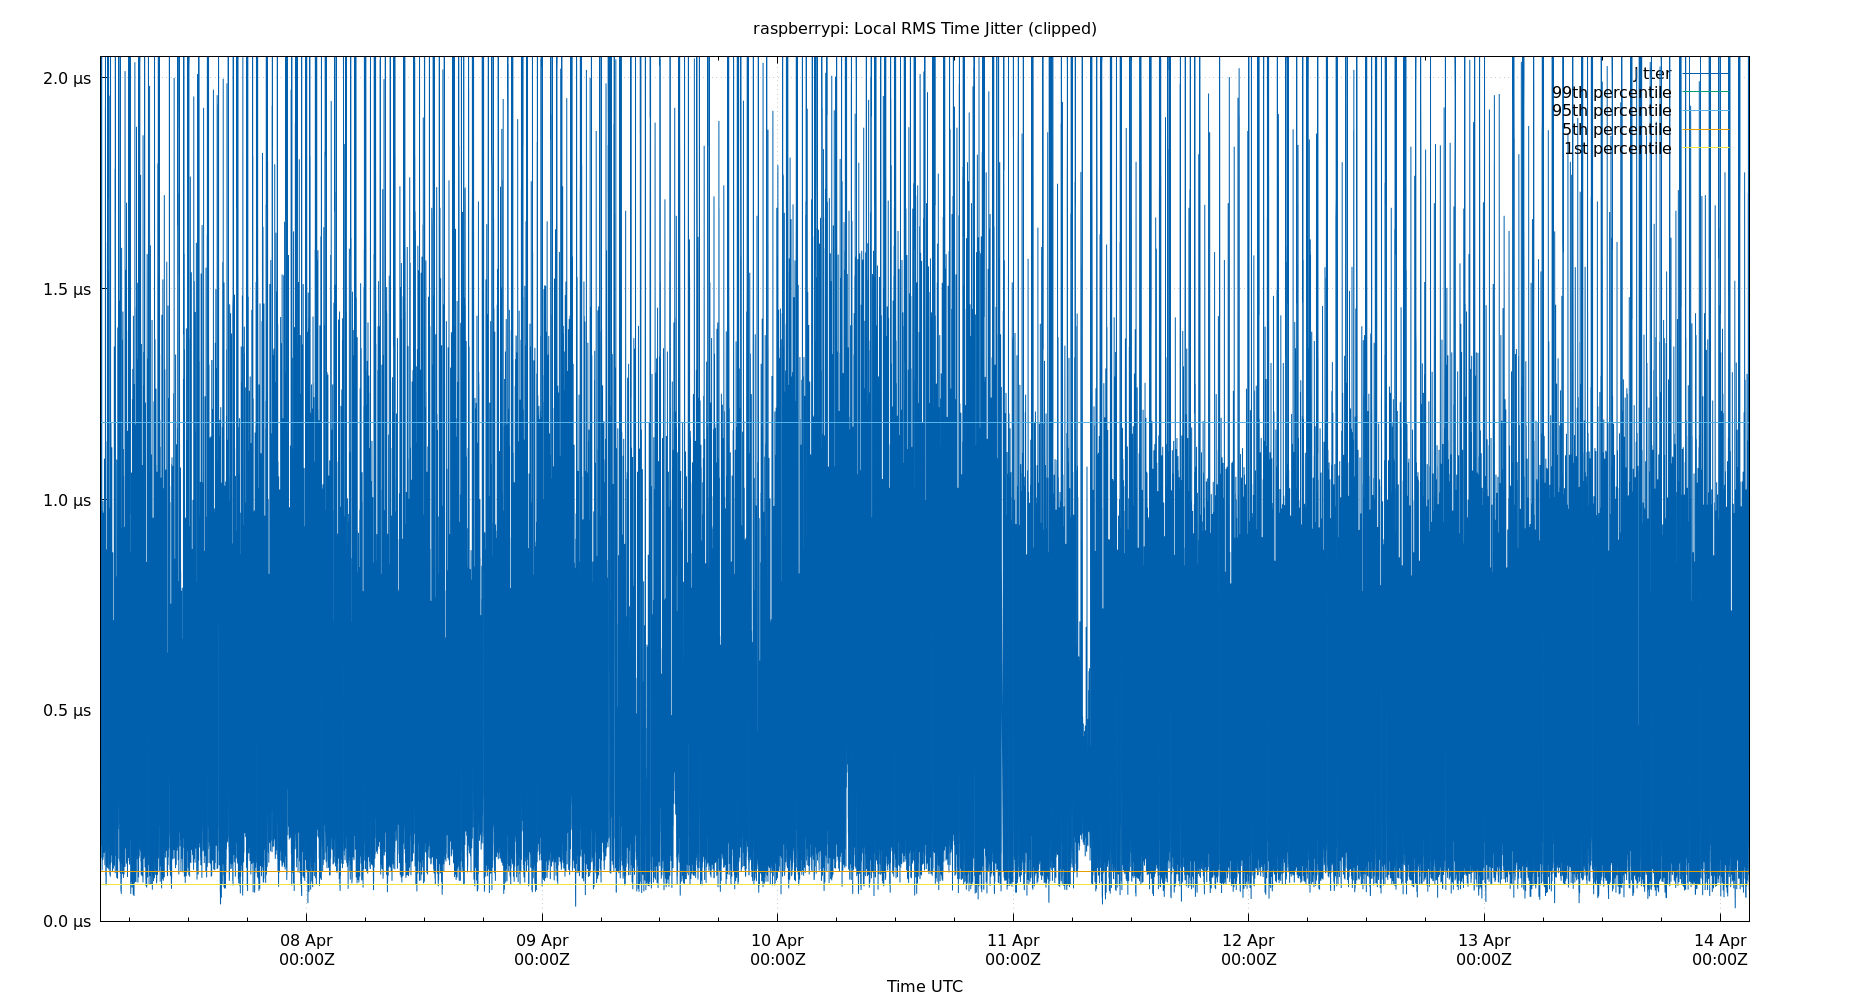 raspberrypi: Local RMS Time Jitter (clipped)
2.0 µs
1.5 µs
1.0 µs
0.5 µs
0.0 µs
Jitter
99th percentile
95th percentile
5th percentile
1st percentile
08 Apr
00:00Z
09 Apr
00:00Z
10 Apr
00:00Z
11 Apr
00:00Z
12 Apr
00:00Z
13 Apr
00:00Z
14 Apr
00:00Z
Time UTC